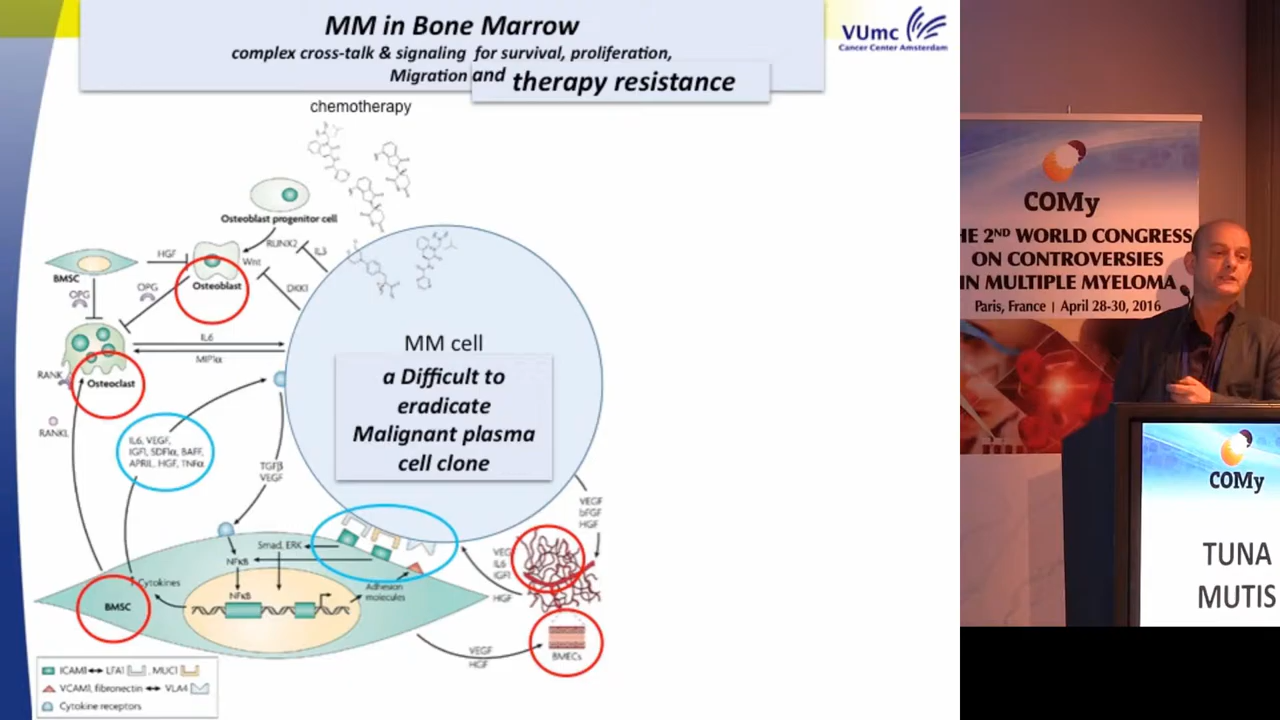 MM in Bone Marrow
complex cross-talk & signaling for survival, proliferation,
Migration and therapy resistance
VUmc
Cancer Center Amsterdam
chemotherapy
Osteoblast progenitor cell
RUNX2
IL3
HGF
Wnt
BMSC
OPG
OPG
Osteoblast
DKK1
IL6
MIP1α
RANK
Osteoclast
RANKL
MM cell
a Difficult to
eradicate
Malignant plasma
cell clone
IL6, VEGF,
IGF1, SDF1α, BAFF,
APRIL, HGF, TNFα
TGFβ
VEGF
VEGF
bFGF
HGF
Smad, ERK
NFκB
NFκB
IL6
IGF1
HGF
Cytokines
BMSC
Adhesion
molecules
VEGF
HGF
BMECs
ICAM1 LFA1 , MUC1
VCAM1, fibronectin VLA4
Cytokine receptors
COMy
THE 2ND WORLD CONGRESS
ON CONTROVERSIES
IN MULTIPLE MYELOMA
Paris, France | April 28-30, 2016
COMy
TUNA
MUTIS